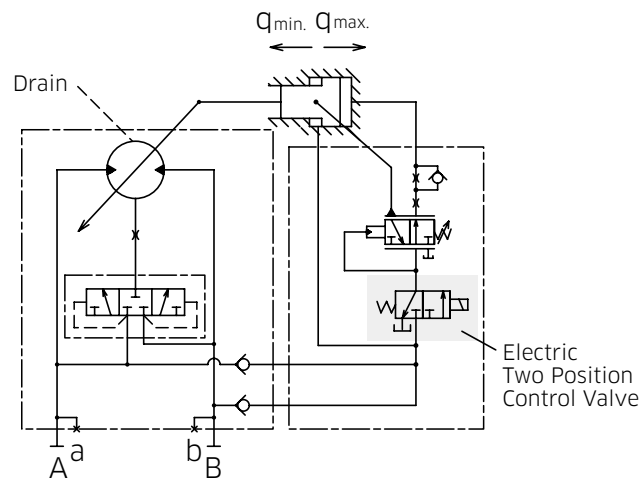 qmin. qmax.
Drain
Electric
Two Position
Control Valve
a b
A B